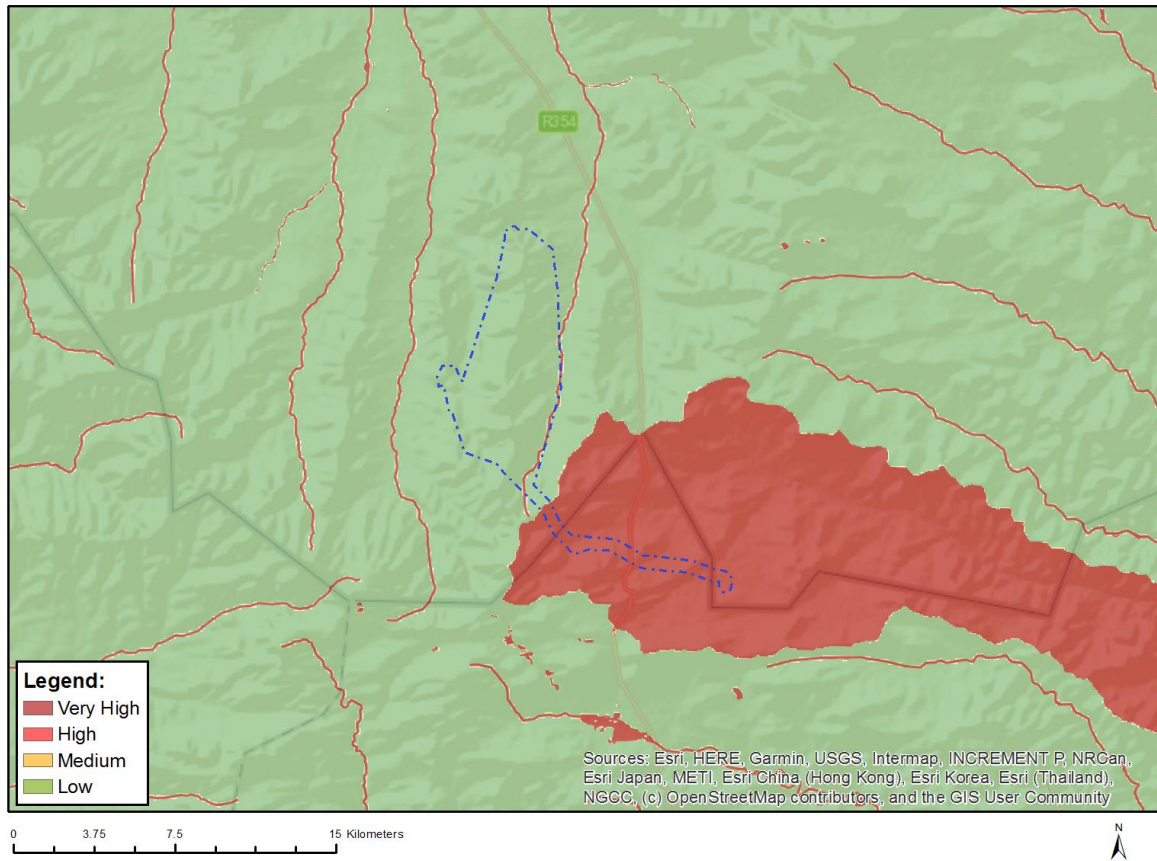 R354
Legend:
Very High
High
Medium
Low
Sources: Esri, HERE, Garmin, USGS, Intermap, INCREMENT P, NRCan,
Esri Japan, METI, Esri China (Hong Kong), Esri Korea, Esri (Thailand),
NGCC, (c) OpenStreetMap contributors, and the GIS User Community
0 3.75 7.5 15 Kilometers
N